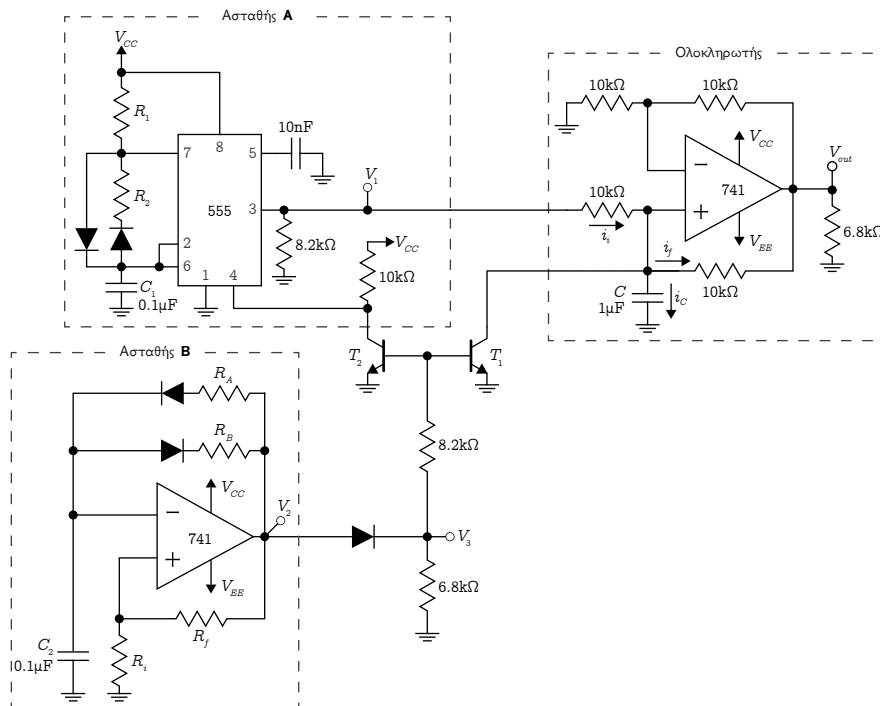 Ασταθής A
V_CC
R_1
7
8
5
10nF
R_2
555
3
V_1
2
6
1
4
8.2kΩ
V_CC
10kΩ
C_1
0.1μF
Ολοκληρωτής
10kΩ
10kΩ
V_CC
−
741
+
V_EE
V_out
10kΩ
i_i
i_f
10kΩ
6.8kΩ
C
1μF
i_C
T_2
T_1
Ασταθής B
R_A
R_B
V_CC
−
741
+
V_EE
V_2
R_f
C_2
0.1μF
R_i
8.2kΩ
V_3
6.8kΩ